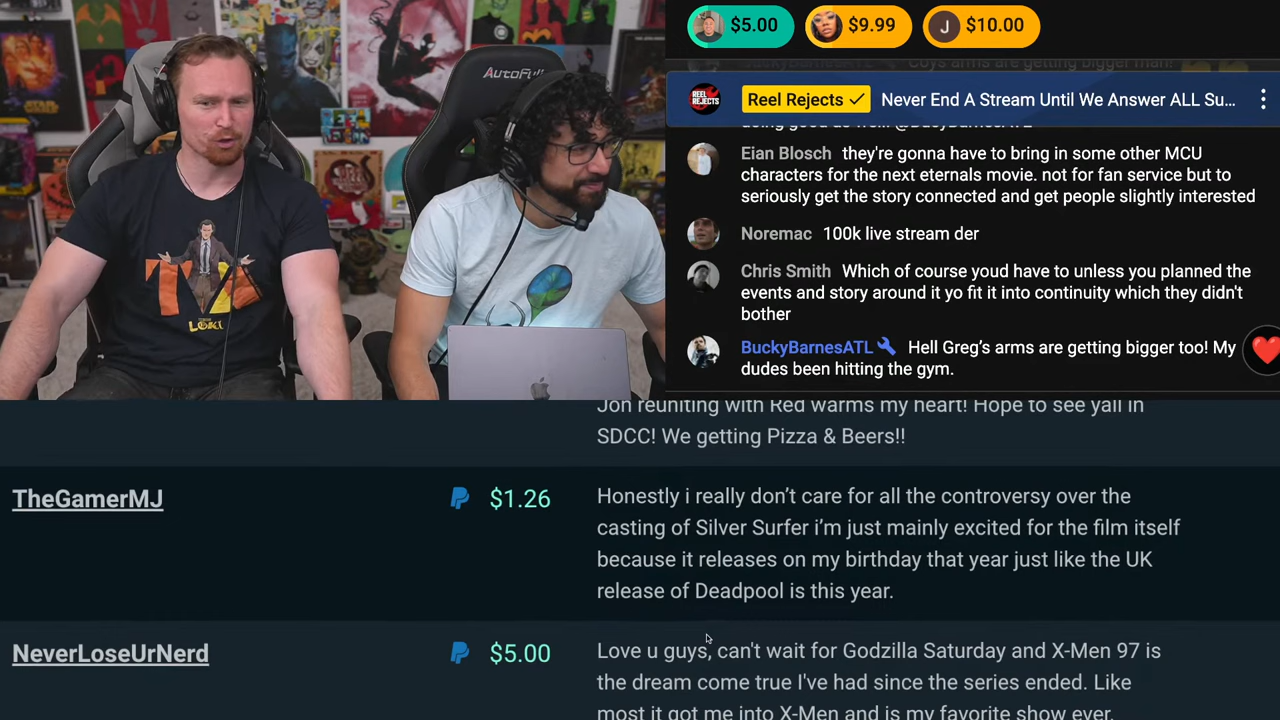 $5.00
$9.99
J
$10.00
REEL REJECTS
Reel Rejects
Never End A Stream Until We Answer ALL Su...
Eian Blosch they're gonna have to bring in some other MCU
characters for the next eternals movie. not for fan service but to
seriously get the story connected and get people slightly interested
Noremac 100k live stream der
Chris Smith Which of course youd have to unless you planned the
events and story around it yo fit it into continuity which they didn't
bother
BuckyBarnesATL Hell Greg's arms are getting bigger too! My
dudes been hitting the gym.
AutoFull
TVA
LOKI
Jon reuniting with Red warms my heart! Hope to see yall in
SDCC! We getting Pizza & Beers!!
TheGamerMJ
$1.26
Honestly i really don't care for all the controversy over the
casting of Silver Surfer i'm just mainly excited for the film itself
because it releases on my birthday that year just like the UK
release of Deadpool is this year.
NeverLoseUrNerd
$5.00
Love u guys, can't wait for Godzilla Saturday and X-Men 97 is
the dream come true I've had since the series ended. Like
most it got me into X-Men and is my favorite show ever.